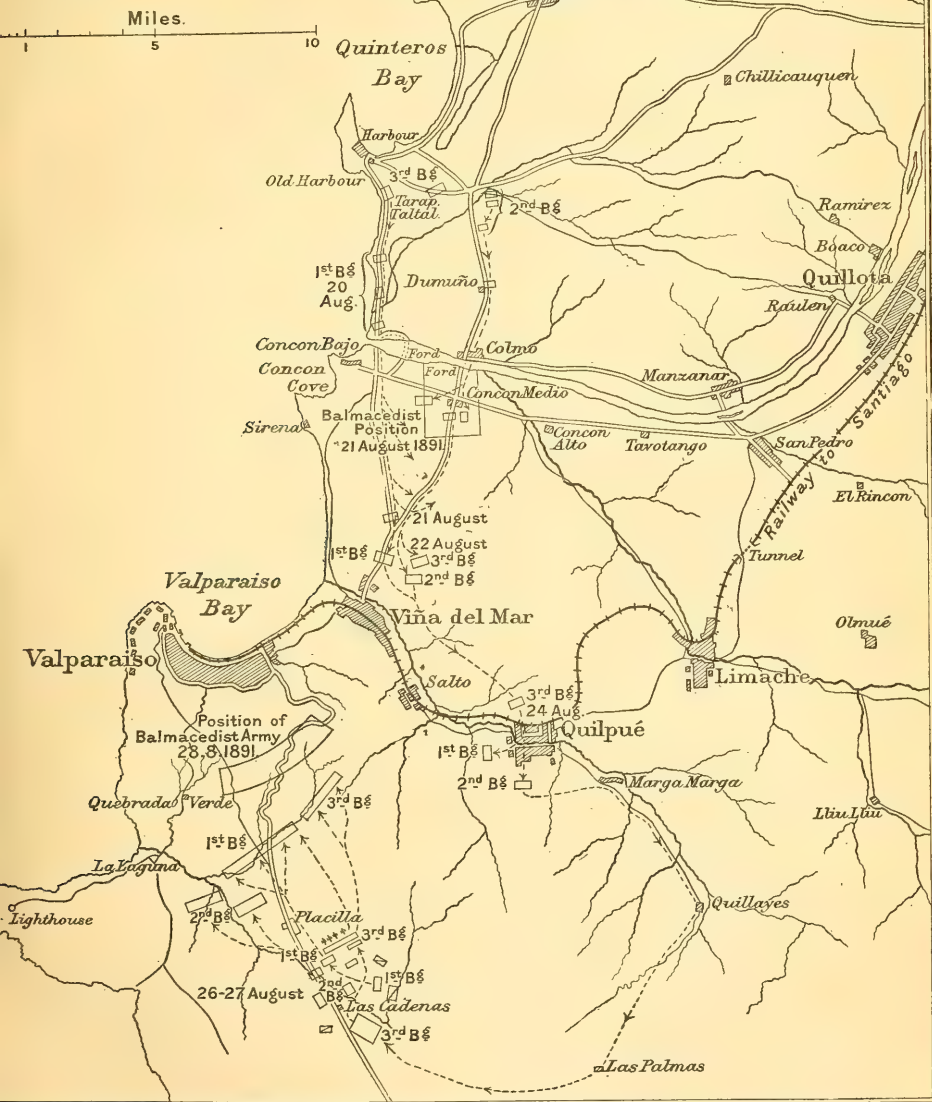 Miles.
1 5 10
Quinteros
Bay
Chillicauquen
Harbour
Old Harbour
3rd Bg
Tarap.
Taltal.
2nd Bg
Ramirez
Boaco
Quillota
1st Bg
20
Aug.
Dumuño
Raulen
Concon Bajo
Ford
Colmo
Concon
Cove
Ford
Manzanar
Concon Medio
Sirena
Balmacedist
Position
21 August 1891
Concon
Alto
Tavotango
San Pedro
Railway to Santiago
El Rincon
21 August
1st Bg
22 August
3rd Bg
2nd Bg
Tunnel
Valparaiso
Bay
Viña del Mar
Olmué
Valparaiso
Salto
Limache
3rd Bg
24 Aug.
Quilpué
Position of
Balmacedist Army
28.8.1891.
1st Bg
2nd Bg
Marga Marga
Quebrada Verde
3rd Bg
Lliu Lliu
1st Bg
La Laguna
Lighthouse
2nd Bg
Placilla
3rd Bg
Quillayes
1st Bg
1st Bg
26-27 August
2nd
Bg
Las Cadenas
3rd Bg
Las Palmas